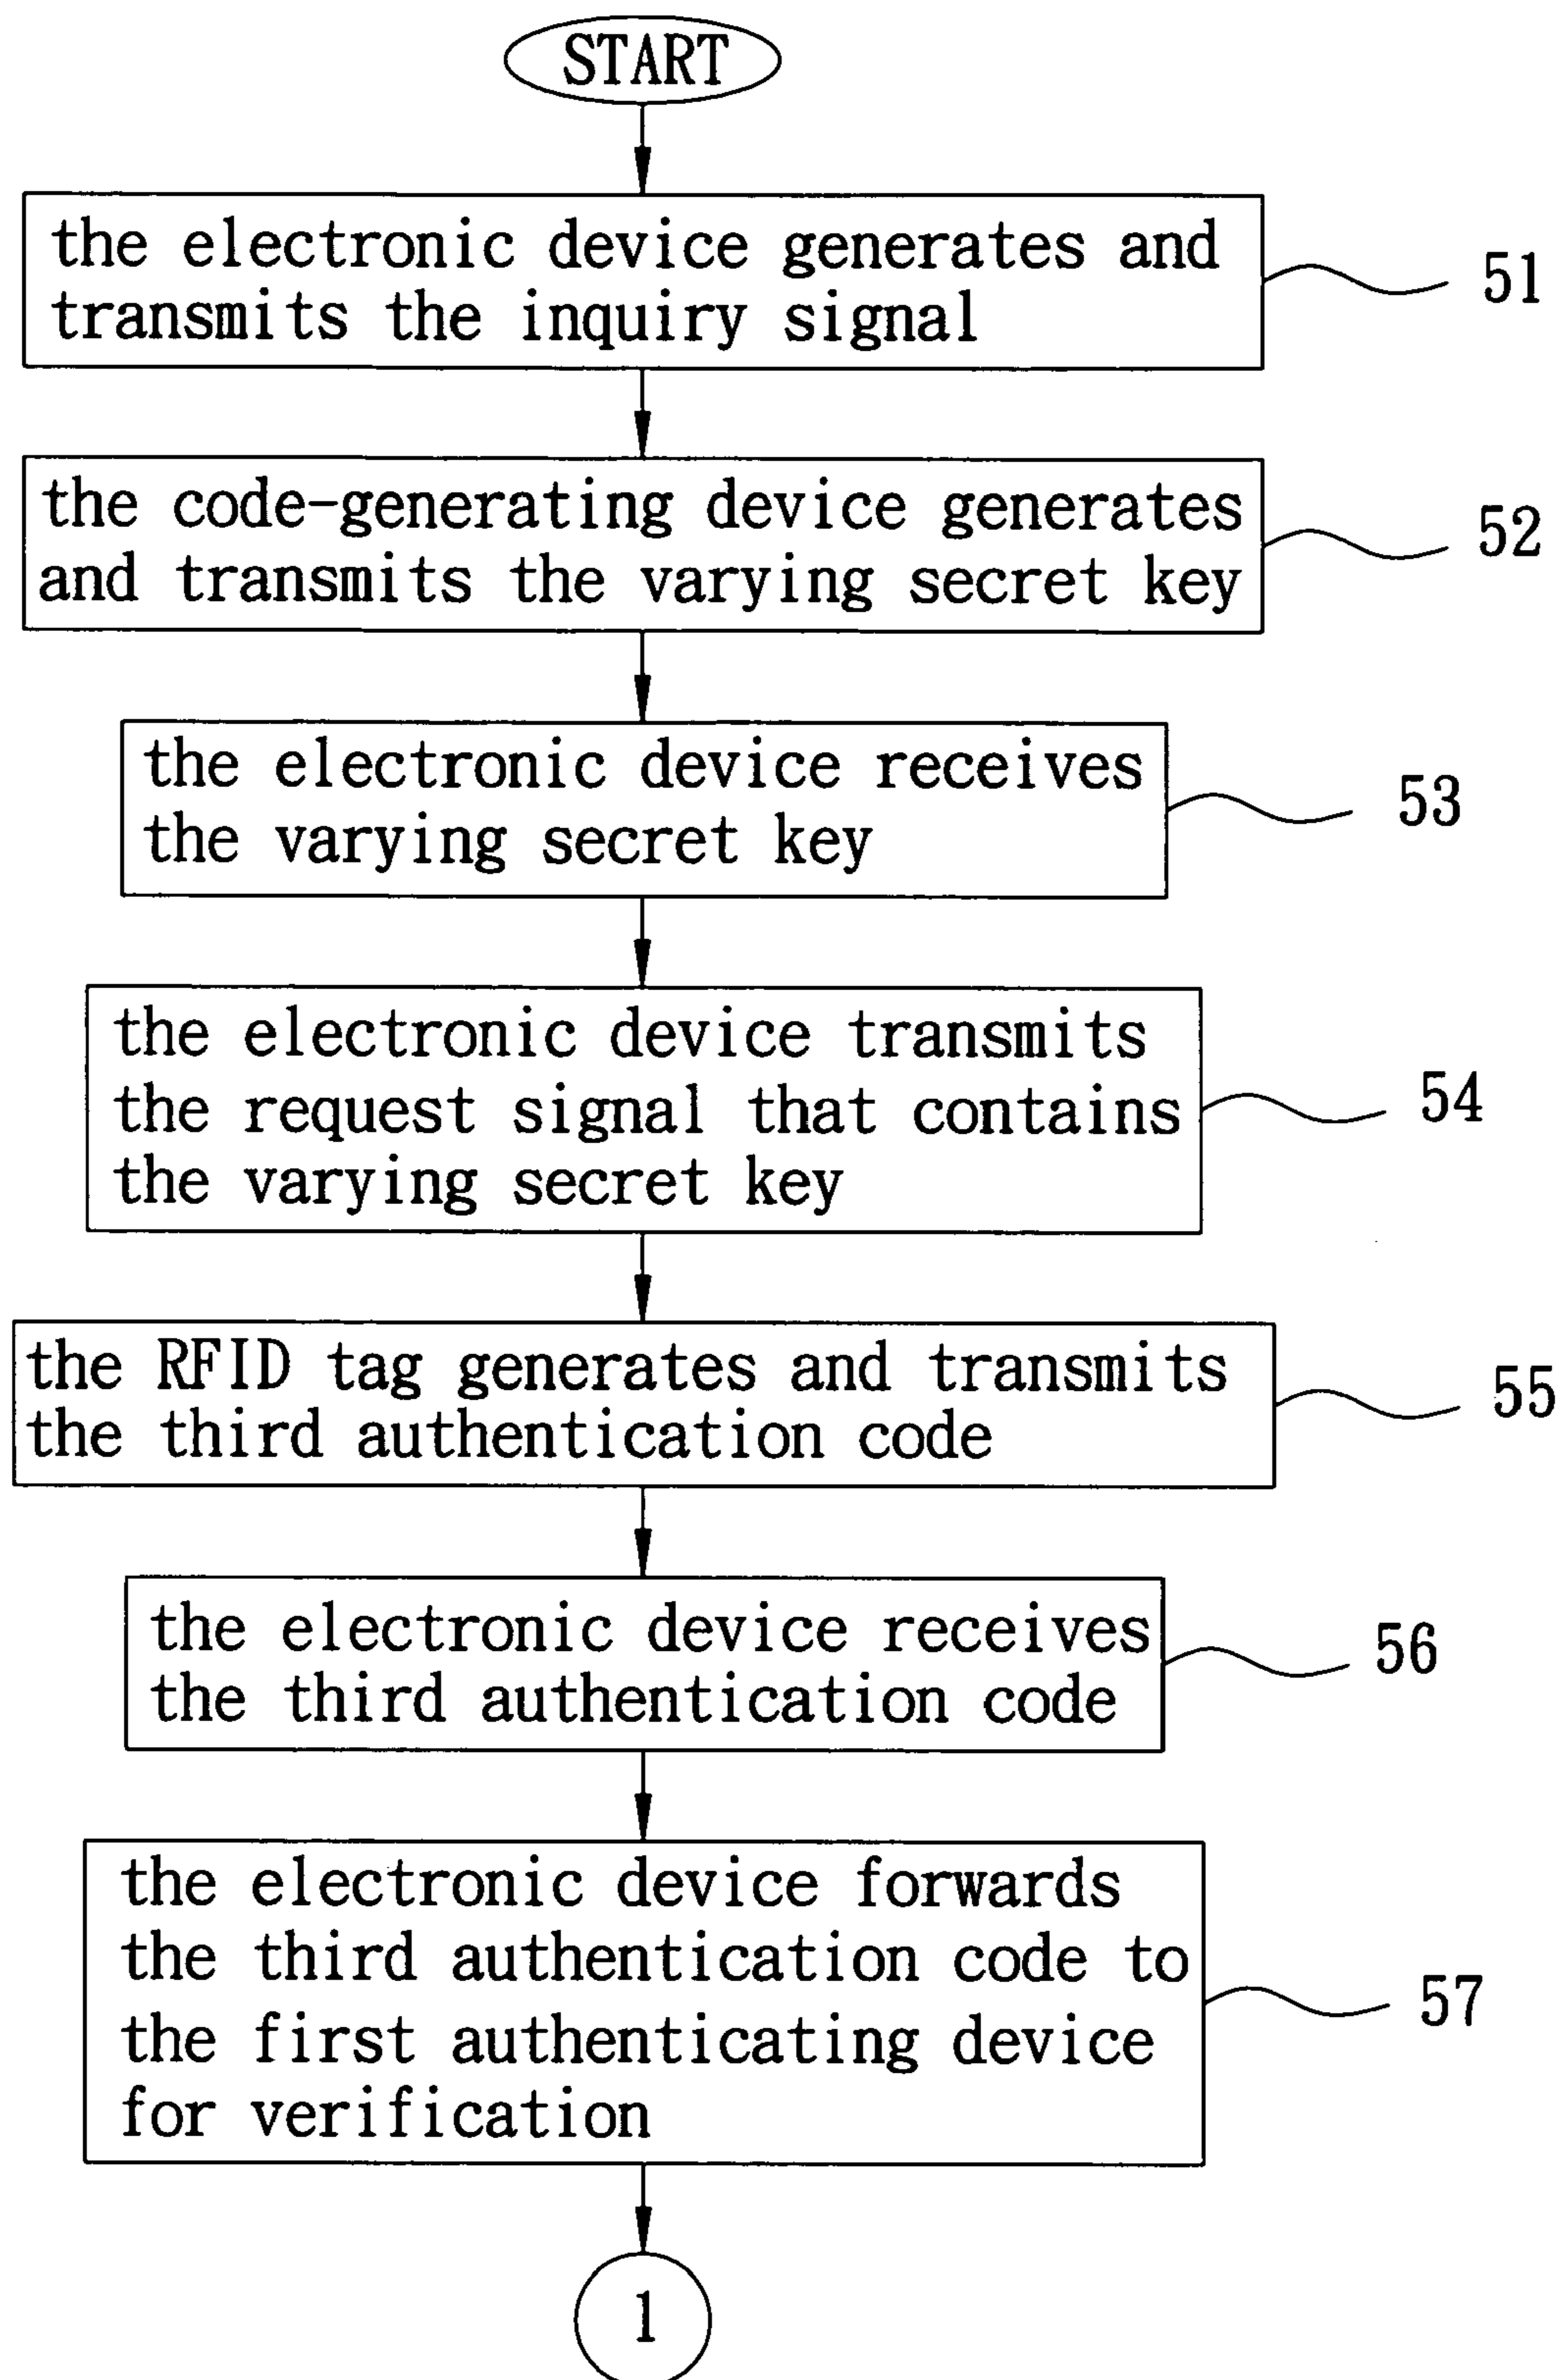 START
the electronic device generates and
transmits the inquiry signal
51
the code-generating device generates
and transmits the varying secret key
52
the electronic device receives
the varying secret key
53
the electronic device transmits
the request signal that contains
the varying secret key
54
the RFID tag generates and transmits
the third authentication code
55
the electronic device receives
the third authentication code
56
the electronic device forwards
the third authentication code to
the first authenticating device
for verification
57
1